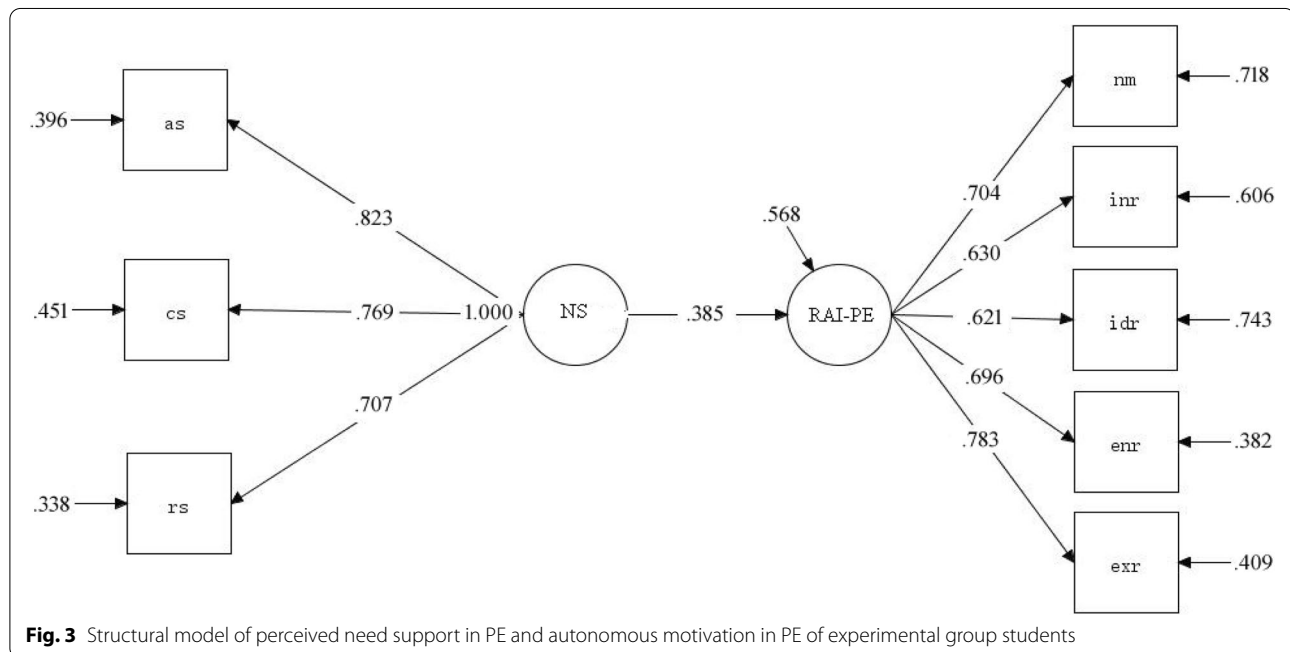 nm
.718
as
.396
.704
inr
.606
.823
.568
.630
cs
.451
.769
1.000
NS
.385
RAI-PE
.621
idr
.743
.696
.707
.783
enr
.382
rs
.338
exr
.409
Fig. 3 Structural model of perceived need support in PE and autonomous motivation in PE of experimental group students